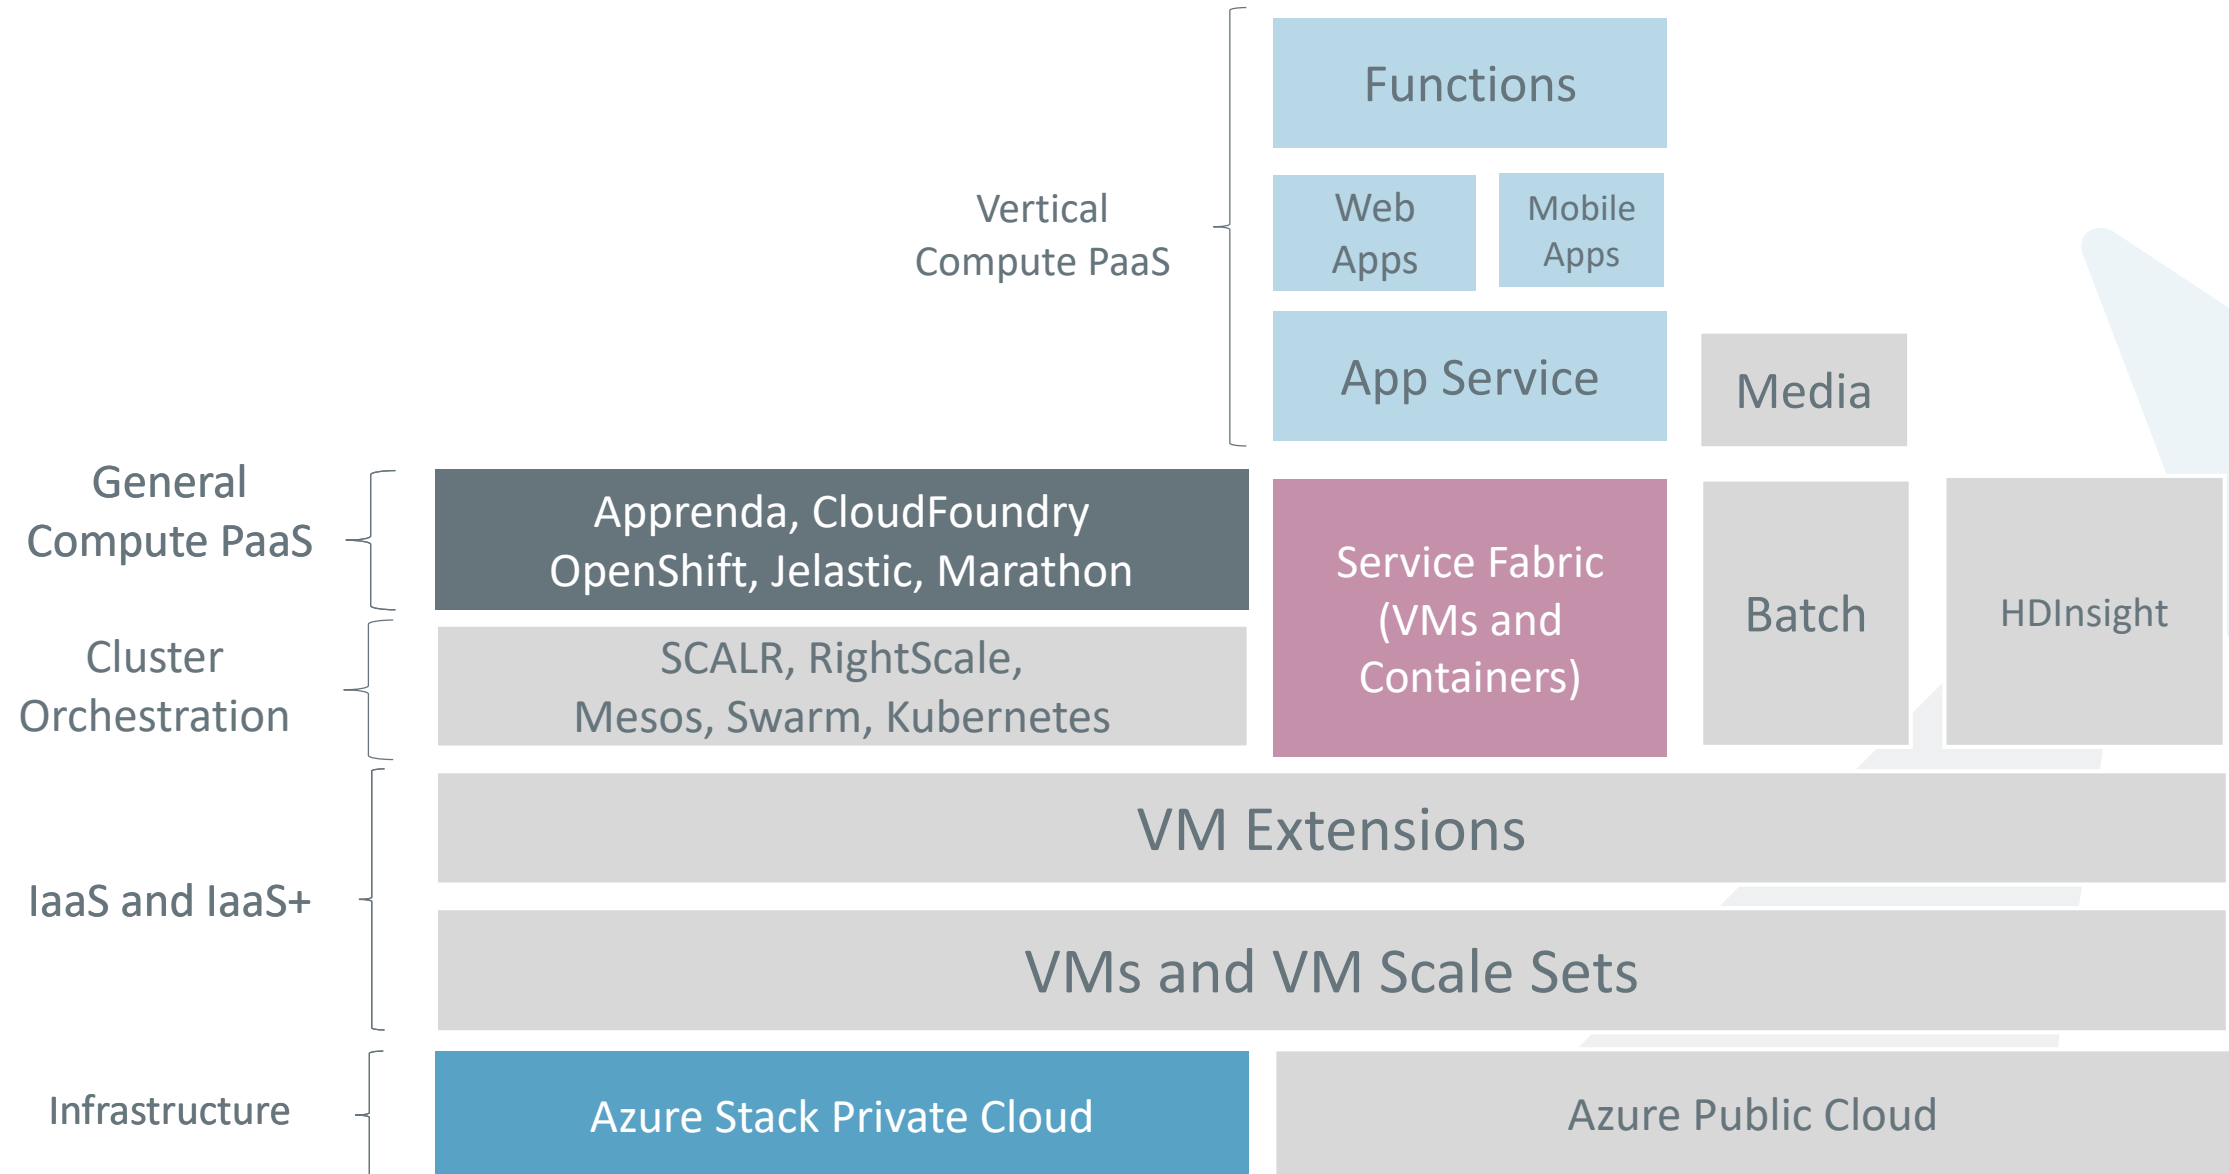 Functions
Vertical
Compute PaaS
Web
Apps
Mobile
Apps
App Service
Media
General
Compute PaaS
Apprenda, CloudFoundry
OpenShift, Jelastic, Marathon
Service Fabric
(VMs and
Containers)
Batch
HDInsight
Cluster
Orchestration
SCALR, RightScale,
Mesos, Swarm, Kubernetes
IaaS and IaaS+
VM Extensions
VMs and VM Scale Sets
Infrastructure
Azure Stack Private Cloud
Azure Public Cloud